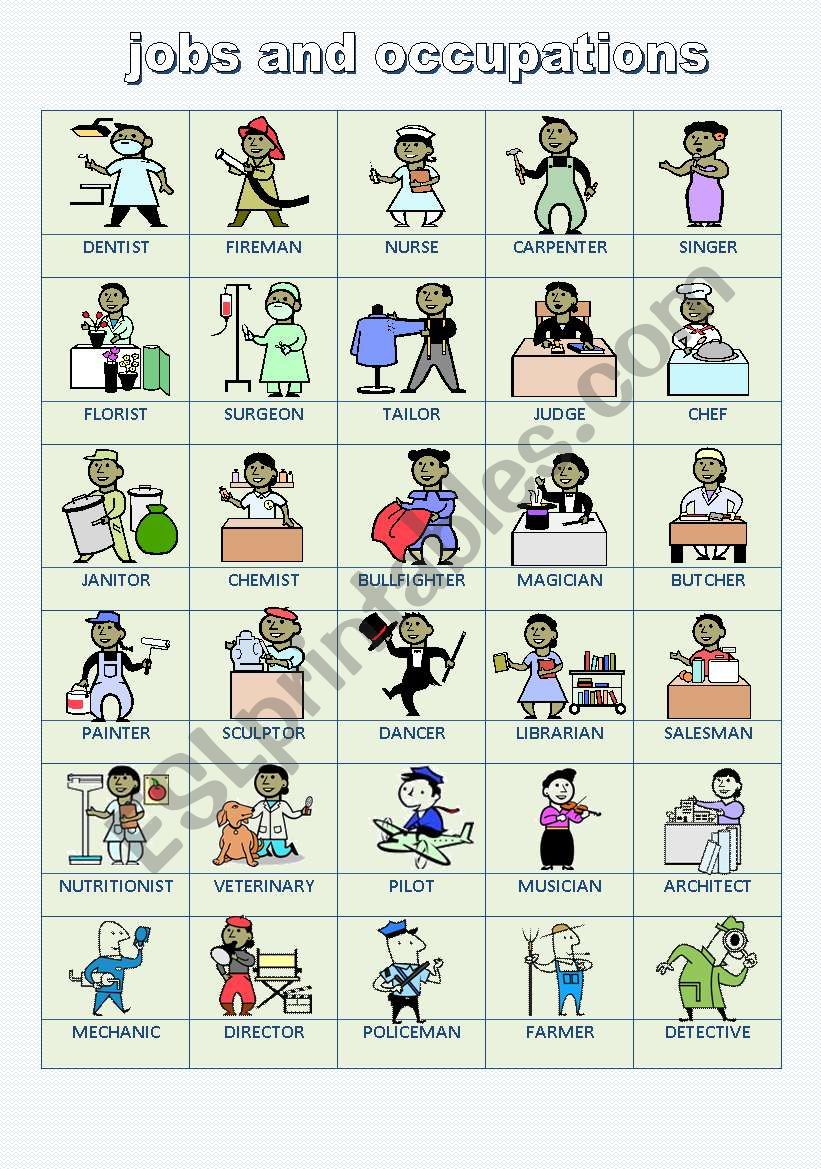 jobs and occupations
DENTIST FIREMAN NURSE CARPENTER SINGER
FLORIST SURGEON TAILOR JUDGE CHEF
JANITOR CHEMIST BULLFIGHTER MAGICIAN BUTCHER
PAINTER SCULPTOR DANCER LIBRARIAN SALESMAN
NUTRITIONIST VETERINARY PILOT MUSICIAN ARCHITECT
MECHANIC DIRECTOR POLICEMAN FARMER DETECTIVE
ESLprintables.com